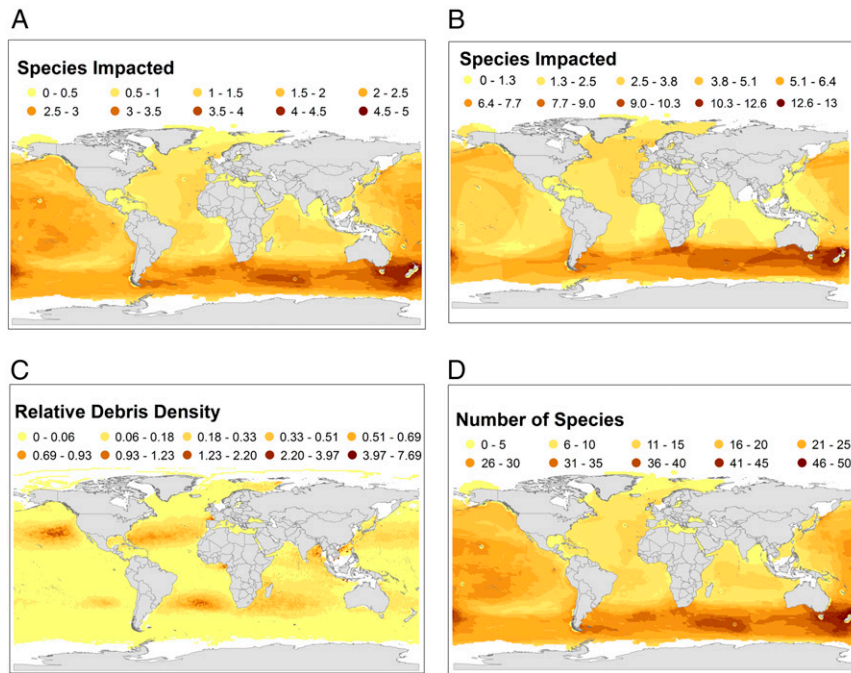 A
Species Impacted
0 - 0.5 0.5 - 1 1 - 1.5 1.5 - 2 2 - 2.5
2.5 - 3 3 - 3.5 3.5 - 4 4 - 4.5 4.5 - 5
B
Species Impacted
0 - 1.3 1.3 - 2.5 2.5 - 3.8 3.8 - 5.1 5.1 - 6.4
6.4 - 7.7 7.7 - 9.0 9.0 - 10.3 10.3 - 12.6 12.6 - 13
C
Relative Debris Density
0 - 0.06 0.06 - 0.18 0.18 - 0.33 0.33 - 0.51 0.51 - 0.69
0.69 - 0.93 0.93 - 1.23 1.23 - 2.20 2.20 - 3.97 3.97 - 7.69
D
Number of Species
0 - 5 6 - 10 11 - 15 16 - 20 21 - 25
26 - 30 31 - 35 36 - 40 41 - 45 46 - 50